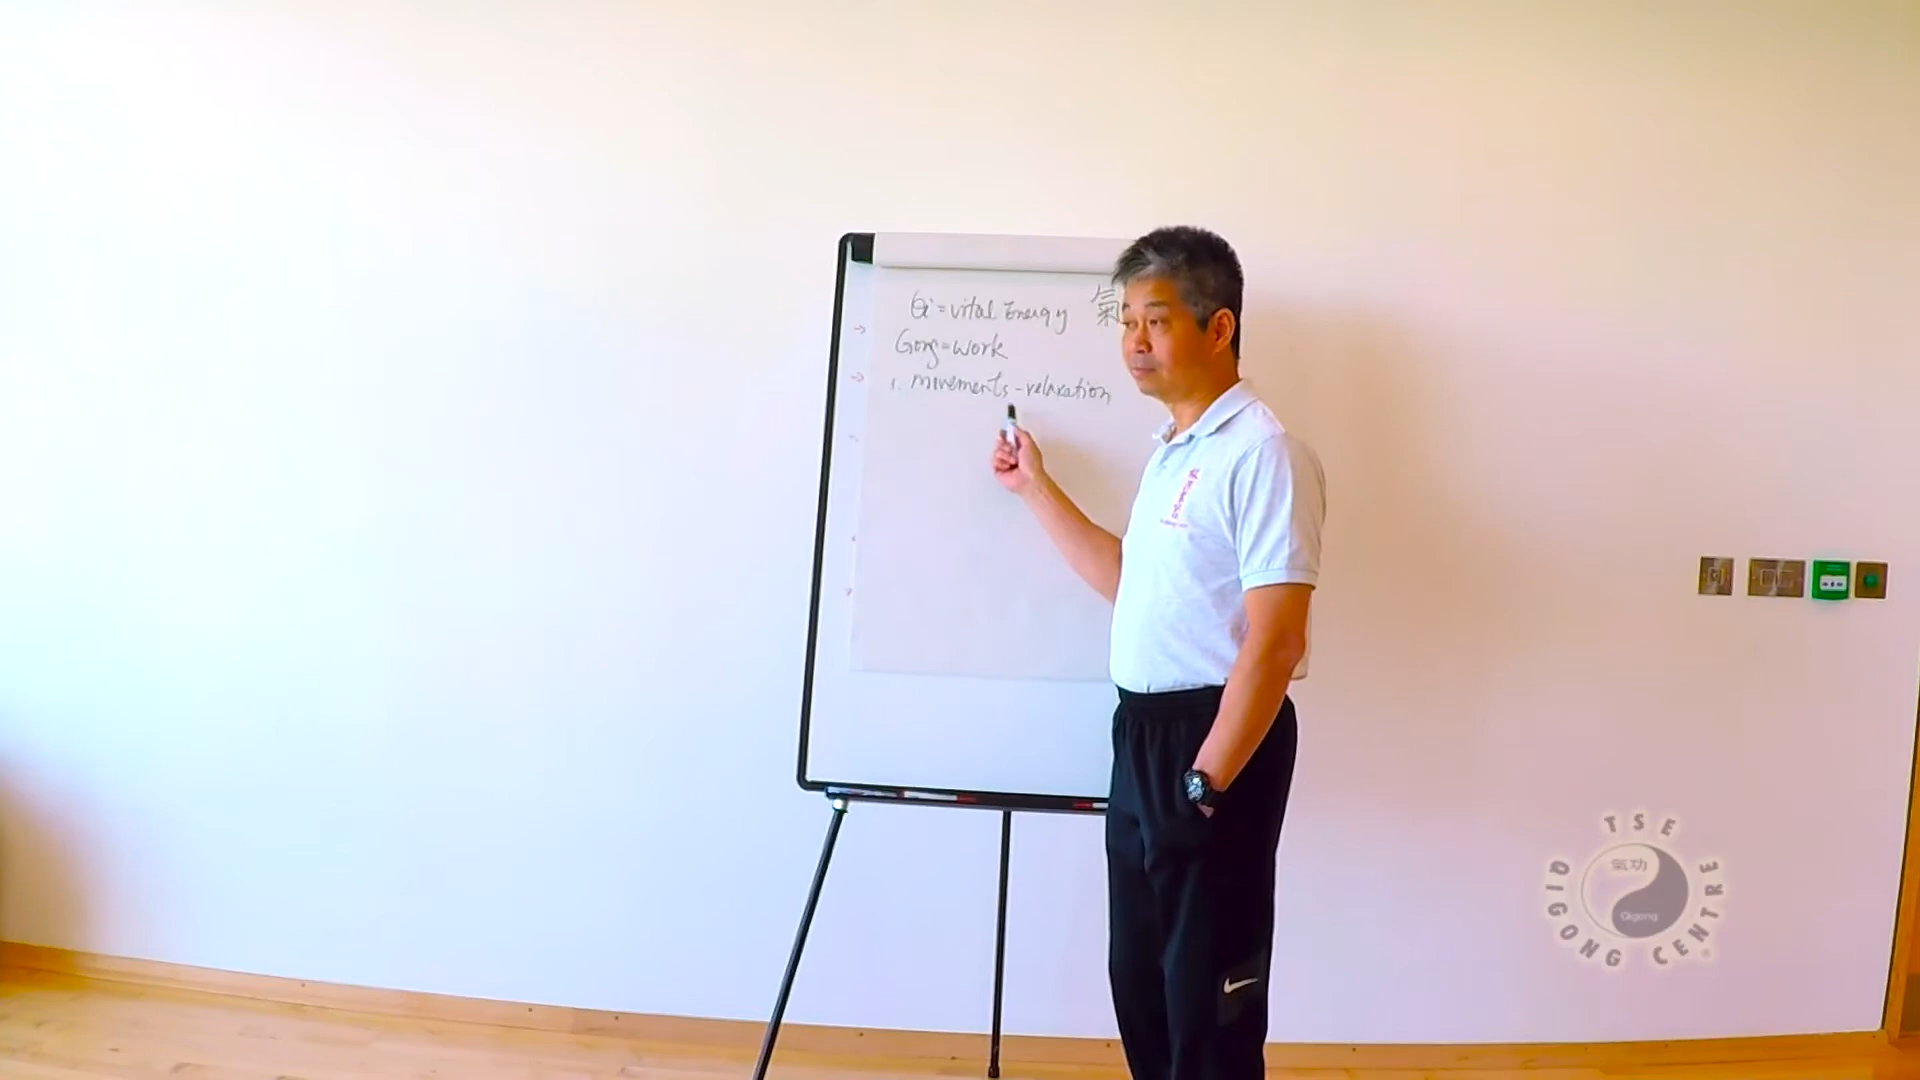 Qi = vital Energy 氣
Gong = work
1. Movements - relaxation
TSE
QIGONG CENTRE
氣功
Qigong